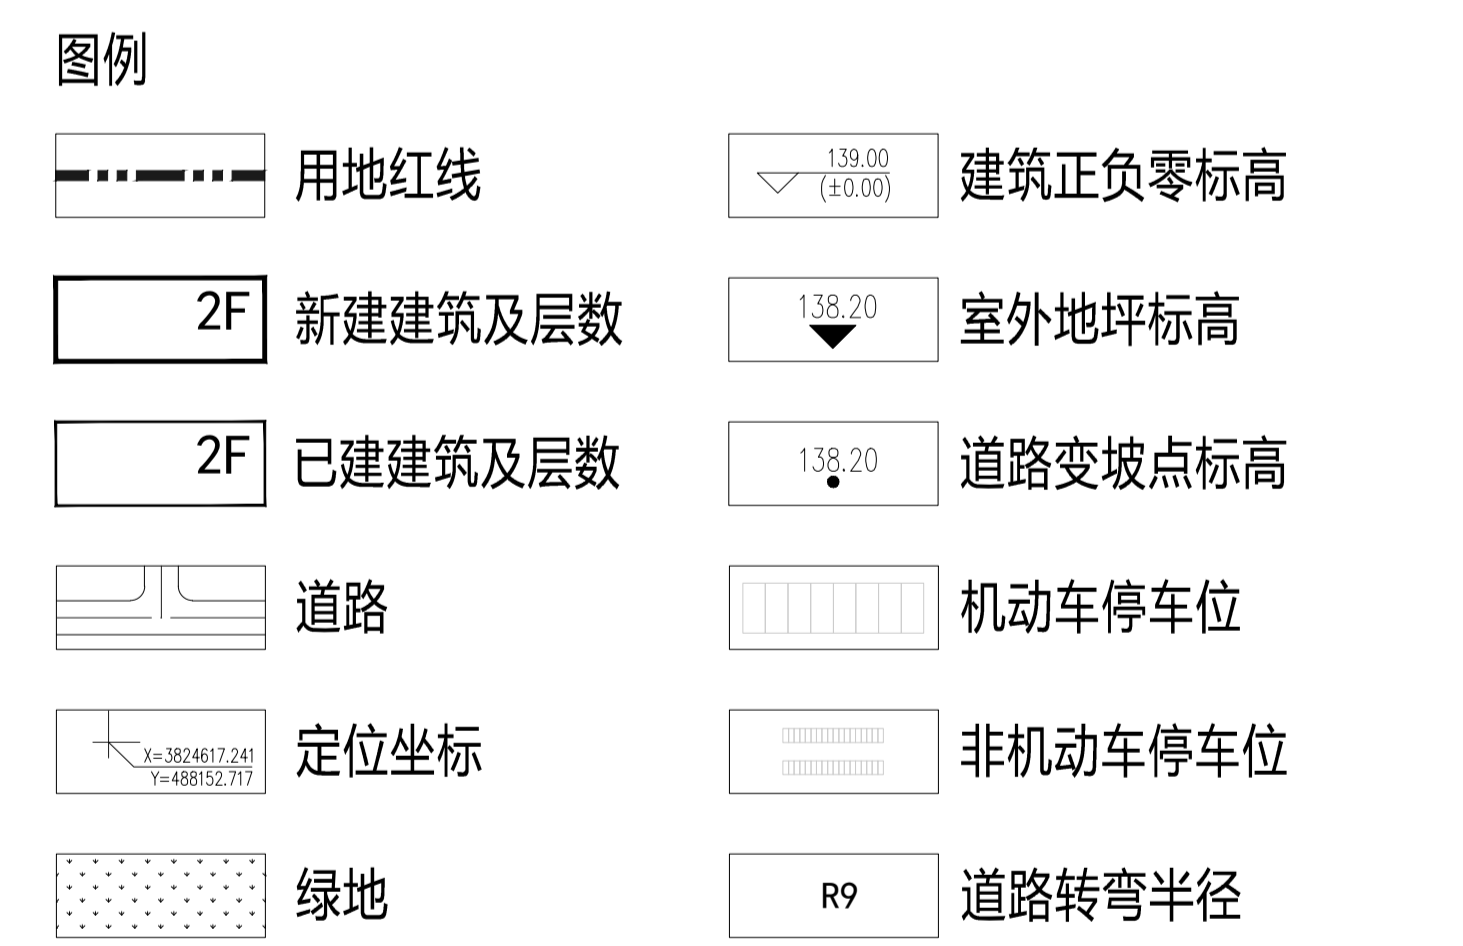 图例
用地红线
139.00
(±0.00)
建筑正负零标高
2F
新建建筑及层数
138.20
室外地坪标高
2F
已建建筑及层数
138.20
道路变坡点标高
道路
机动车停车位
X=3824617.241
Y=488152.717
定位坐标
非机动车停车位
绿地
R9
道路转弯半径